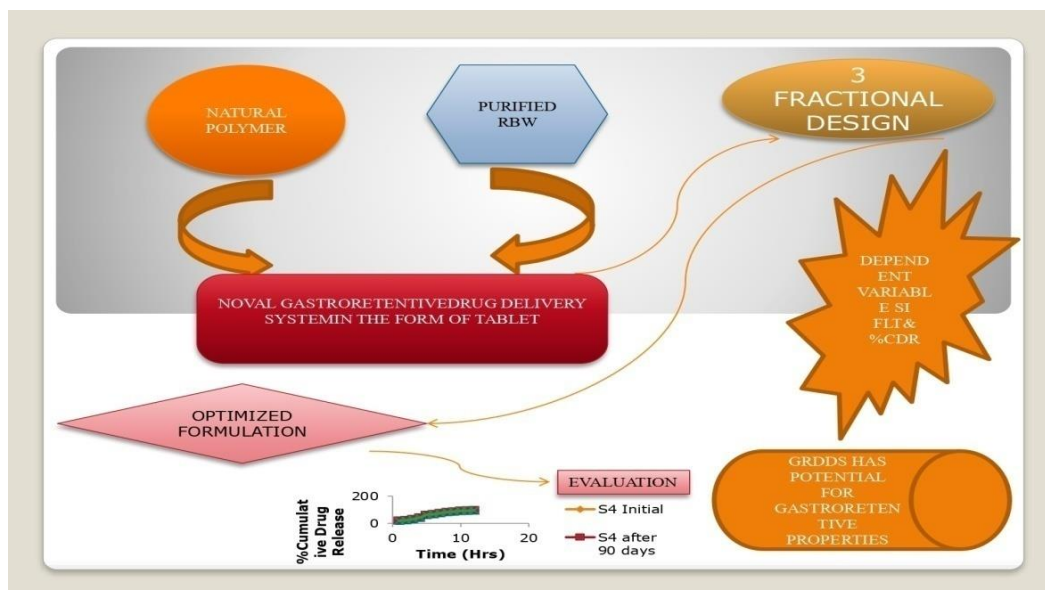 NATURAL
POLYMER
PURIFIED
RBW
3
FRACTIONAL
DESIGN
NOVAL GASTRORETENTIVEDRUG DELIVERY
SYSTEMIN THE FORM OF TABLET
DEPEND
ENT
VARIABL
E SI
FLT&
%CDR
OPTIMIZED
FORMULATION
EVALUATION
%Cumulat
ive Drug
Release
200
0
0
10
20
Time (Hrs)
S4 Initial
S4 after
90 days
GRDDS HAS
POTENTIAL
FOR
GASTRORETEN
TIVE
PROPERTIES